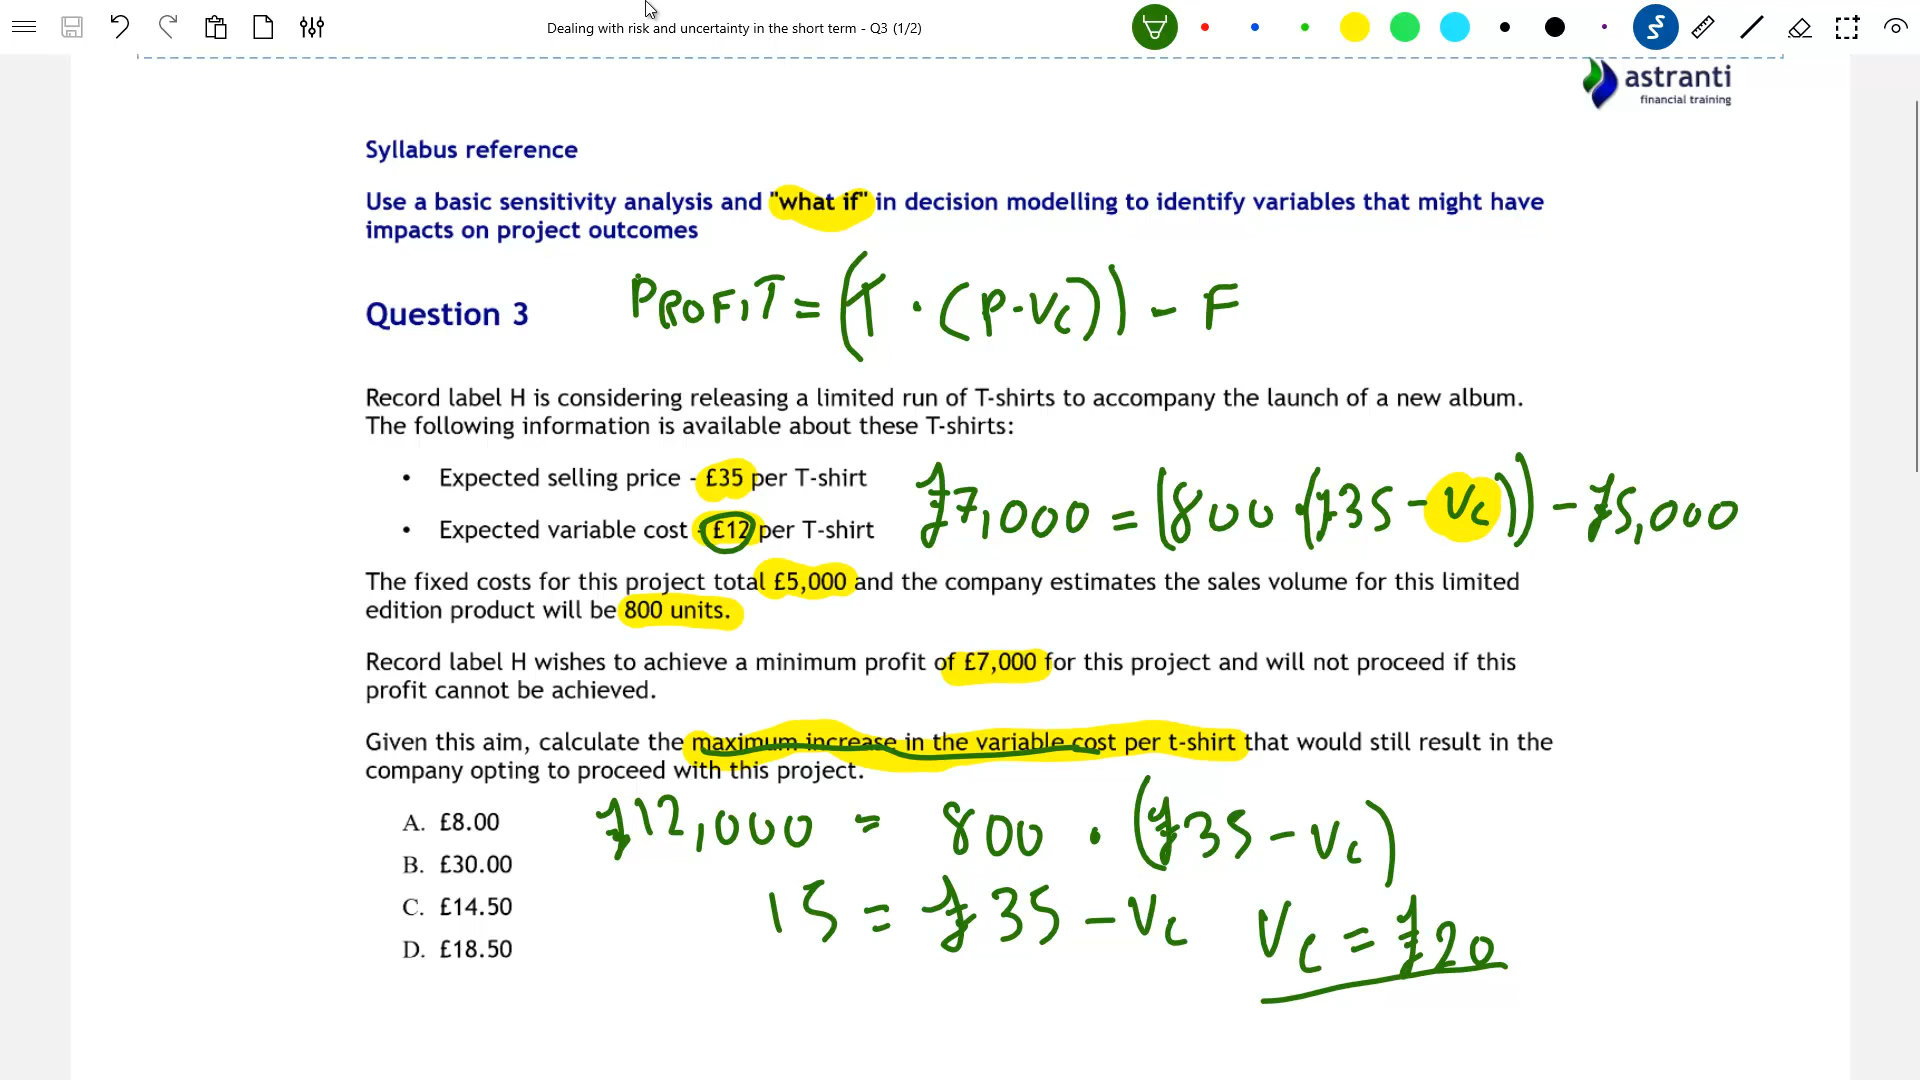 Dealing with risk and uncertainty in the short term - Q3 (1/2)
astranti
financial training
Syllabus reference
Use a basic sensitivity analysis and "what if" in decision modelling to identify variables that might have
impacts on project outcomes
PROFIT = (T · (P - Vc)) - F
Question 3
Record label H is considering releasing a limited run of T-shirts to accompany the launch of a new album.
The following information is available about these T-shirts:
• Expected selling price - £35 per T-shirt
£7,000 = (800 · (£35 - Vc)) - £5,000
• Expected variable cost - £12 per T-shirt
The fixed costs for this project total £5,000 and the company estimates the sales volume for this limited
edition product will be 800 units.
Record label H wishes to achieve a minimum profit of £7,000 for this project and will not proceed if this
profit cannot be achieved.
Given this aim, calculate the maximum increase in the variable cost per t-shirt that would still result in the
company opting to proceed with this project.
A. £8.00
£12,000 = 800 · (£35 - Vc)
B. £30.00
C. £14.50
15 = £35 - Vc
Vc = £20
D. £18.50